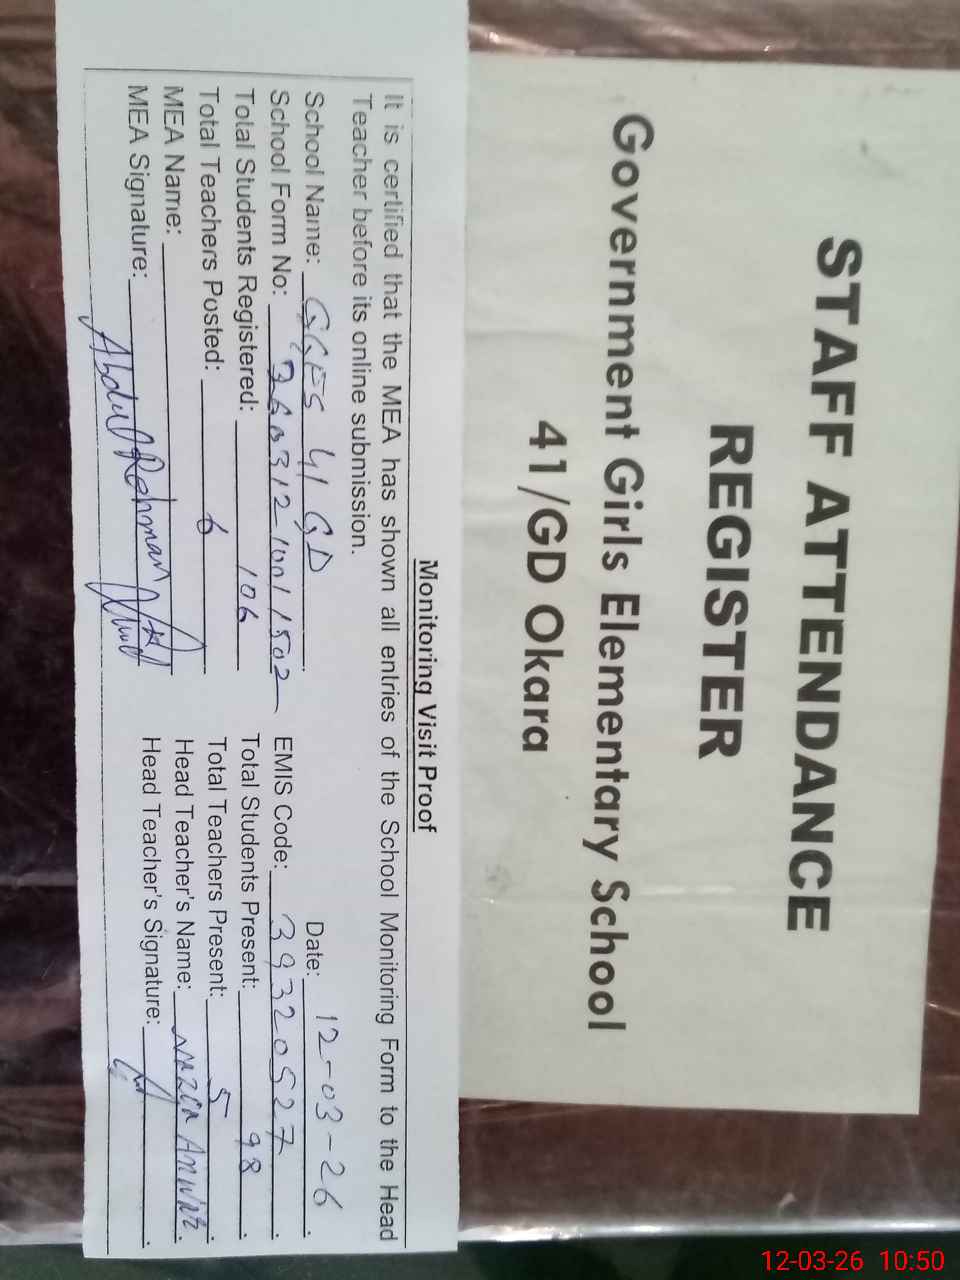 STAFF ATTENDANCE
REGISTER
Government Girls Elementary School
41/GD Okara
Monitoring Visit Proof
It is certified that the MEA has shown all entries of the School Monitoring Form to the Head
Teacher before its online submission.
School Name: GGES 41 GD Date: 12-03-26
School Form No: EMIS Code: 39320527
Total Students Registered: 106 Total Students Present: 98
Total Teachers Posted: 6 Total Teachers Present: 5
MEA Name: Abdul Rehman Head Teacher's Name: Anwar
MEA Signature: Head Teacher's Signature:
12-03-26 10:50